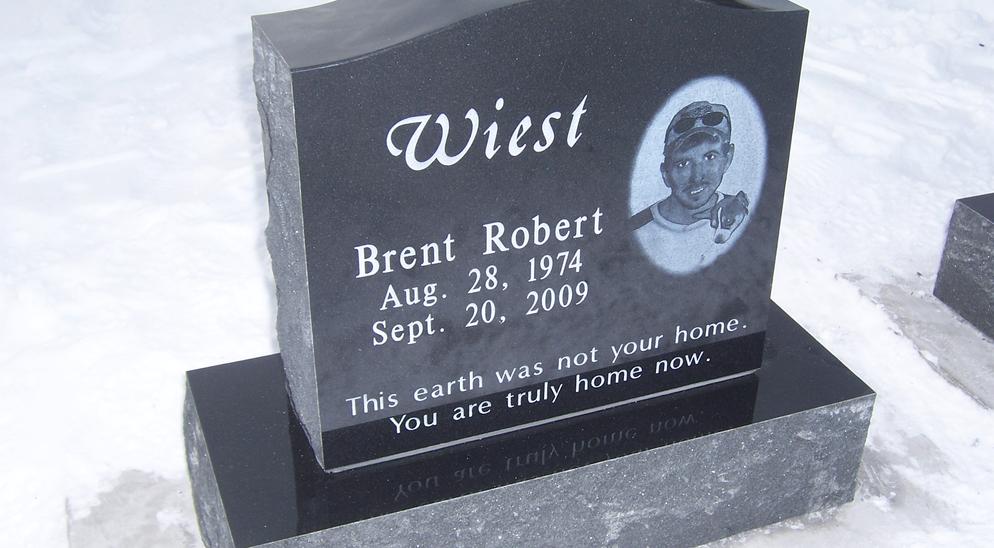 Wiest
Brent Robert
Aug. 28, 1974
Sept. 20, 2009
This earth was not your home.
You are truly home now.